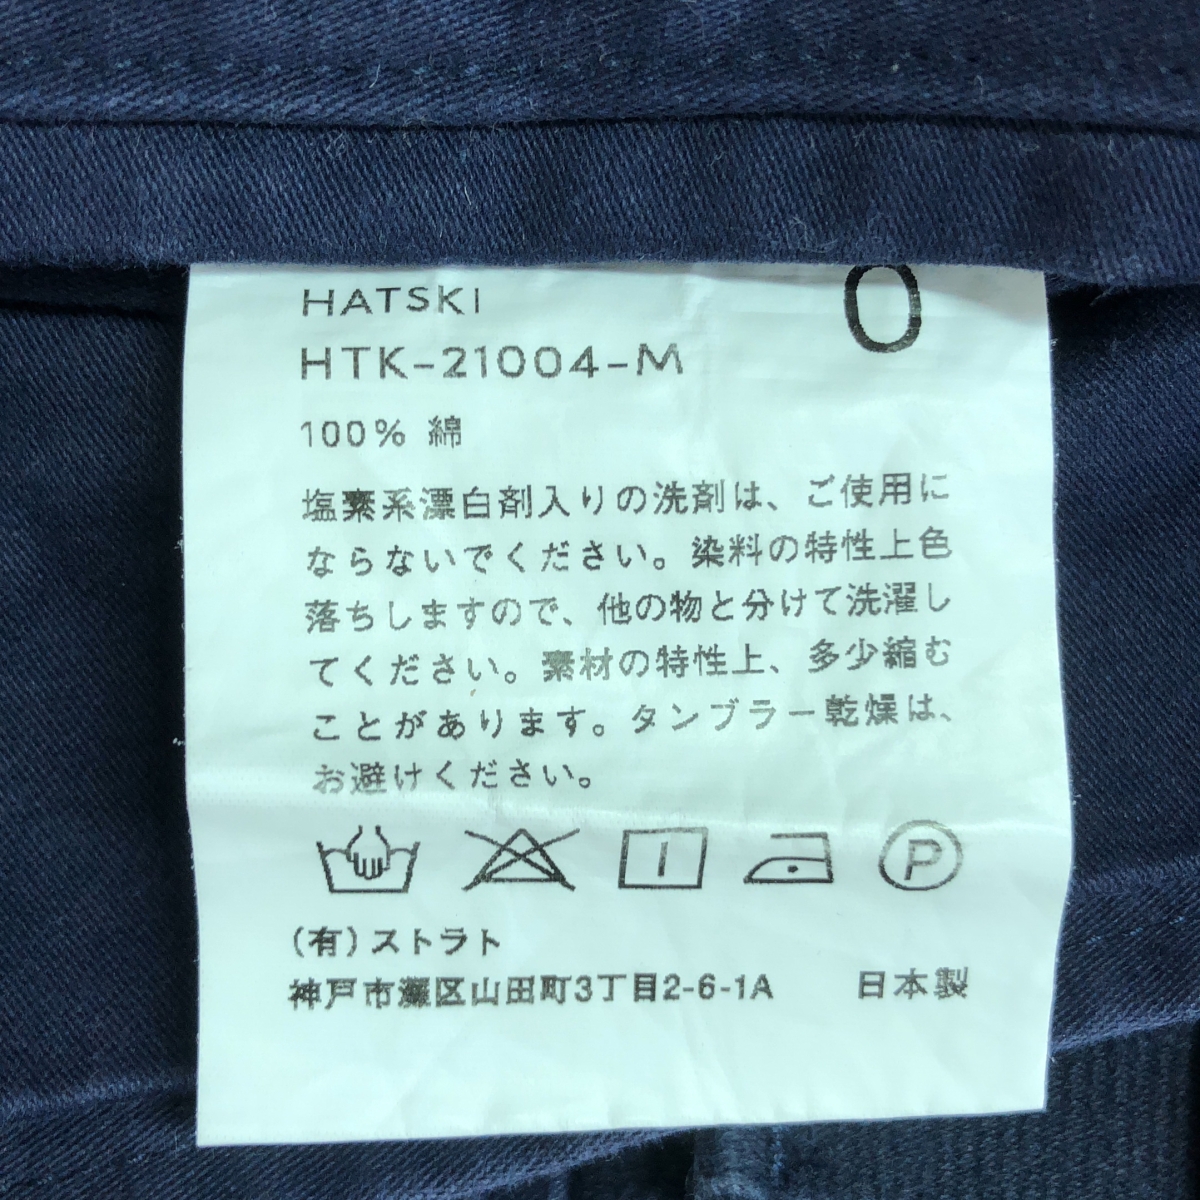 HATSKI
0
HTK-21004-M
100% 綿
塩素系漂白剤入りの洗剤は、ご使用に
ならないでください。染料の特性上色
落ちしますので、他の物と分けて洗濯し
てください。素材の特性上、多少縮む
ことがあります。タンブラー乾燥は、
お避けください。
P
(有)ストラト
神戸市灘区山田町3丁目2-6-1A 日本製